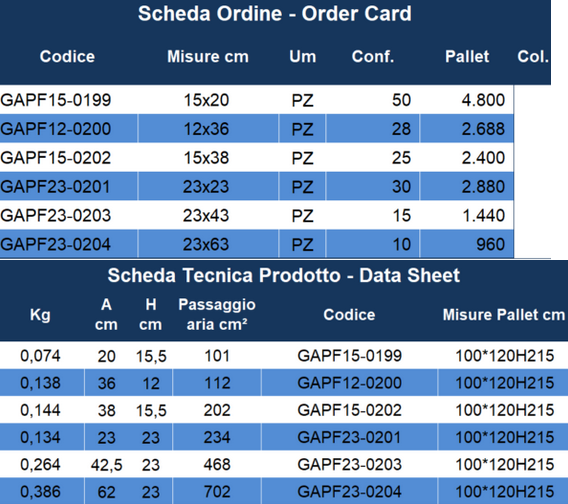 Scheda Ordine - Order Card
Codice Misure cm Um Conf. Pallet Col.
GAPF15-0199 15x20 PZ 50 4.800
GAPF12-0200 12x36 PZ 28 2.688
GAPF15-0202 15x38 PZ 25 2.400
GAPF23-0201 23x23 PZ 30 2.880
GAPF23-0203 23x43 PZ 15 1.440
GAPF23-0204 23x63 PZ 10 960
Scheda Tecnica Prodotto - Data Sheet
Kg A cm H cm Passaggio aria cm² Codice Misure Pallet cm
0,074 20 15,5 101 GAPF15-0199 100*120H215
0,138 36 12 112 GAPF12-0200 100*120H215
0,144 38 15,5 202 GAPF15-0202 100*120H215
0,134 23 23 234 GAPF23-0201 100*120H215
0,264 42,5 23 468 GAPF23-0203 100*120H215
0,386 62 23 702 GAPF23-0204 100*120H215